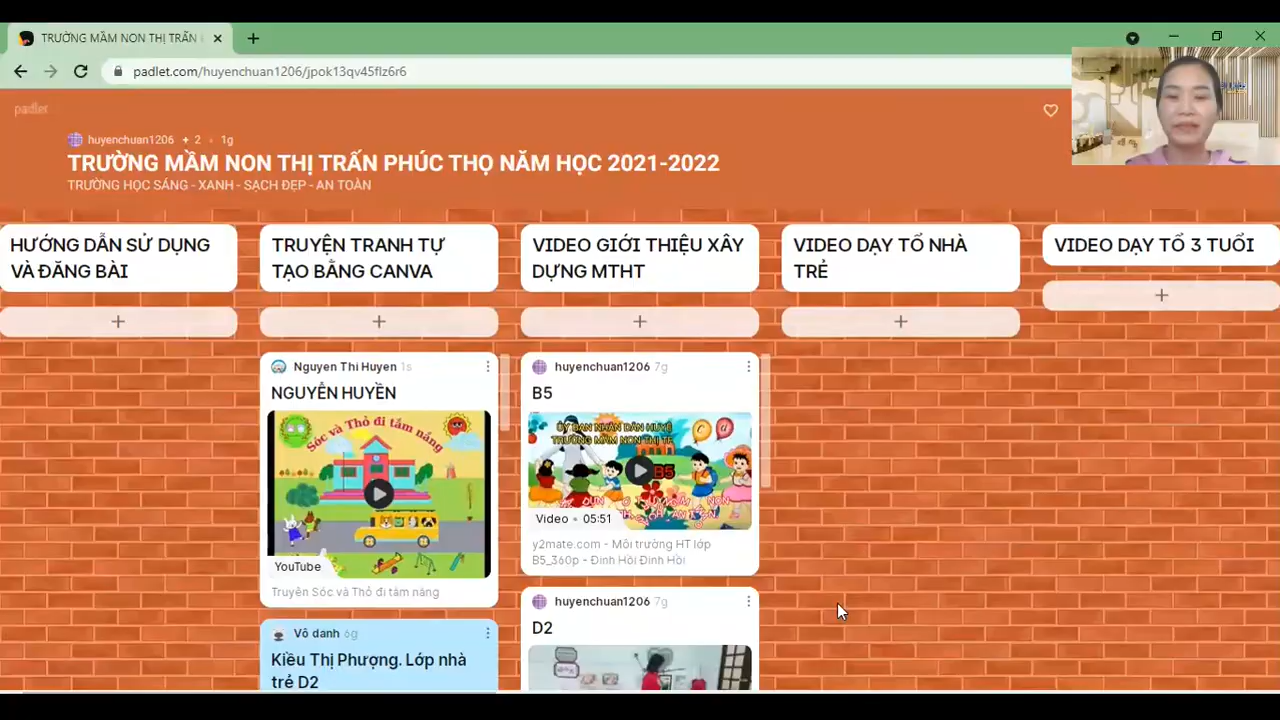 TRƯỜNG MẦM NON THỊ TRẤN
padlet.com/huyenchuan1206/jpok13qv45flz6r6
padlet
huyenchuan1206 + 2 · 1g
TRƯỜNG MẦM NON THỊ TRẤN PHÚC THỌ NĂM HỌC 2021-2022
TRƯỜNG HỌC SÁNG - XANH - SẠCH ĐẸP - AN TOÀN
HƯỚNG DẪN SỬ DỤNG
VÀ ĐĂNG BÀI
TRUYỆN TRANH TỰ
TẠO BẰNG CANVA
VIDEO GIỚI THIỆU XÂY
DỰNG MTHT
VIDEO DẠY TỔ NHÀ
TRẺ
VIDEO DẠY TỔ 3 TUỔI
Nguyen Thi Huyen 1s
NGUYỄN HUYỀN
Sóc và Thỏ đi tắm nắng
YouTube
Truyện Sóc và Thỏ đi tắm nắng
Võ danh 6g
Kiều Thị Phượng. Lớp nhà
trẻ D2
huyenchuan1206 7g
B5
ỦY BAN NHÂN DÂN HUYỆ
TRƯỜNG MẦM NON THỊ TR
B5
Video • 05:51
y2mate.com - Môi trường HT lớp
B5_360p - Đinh Hồi Đinh Hồi
huyenchuan1206 7g
D2